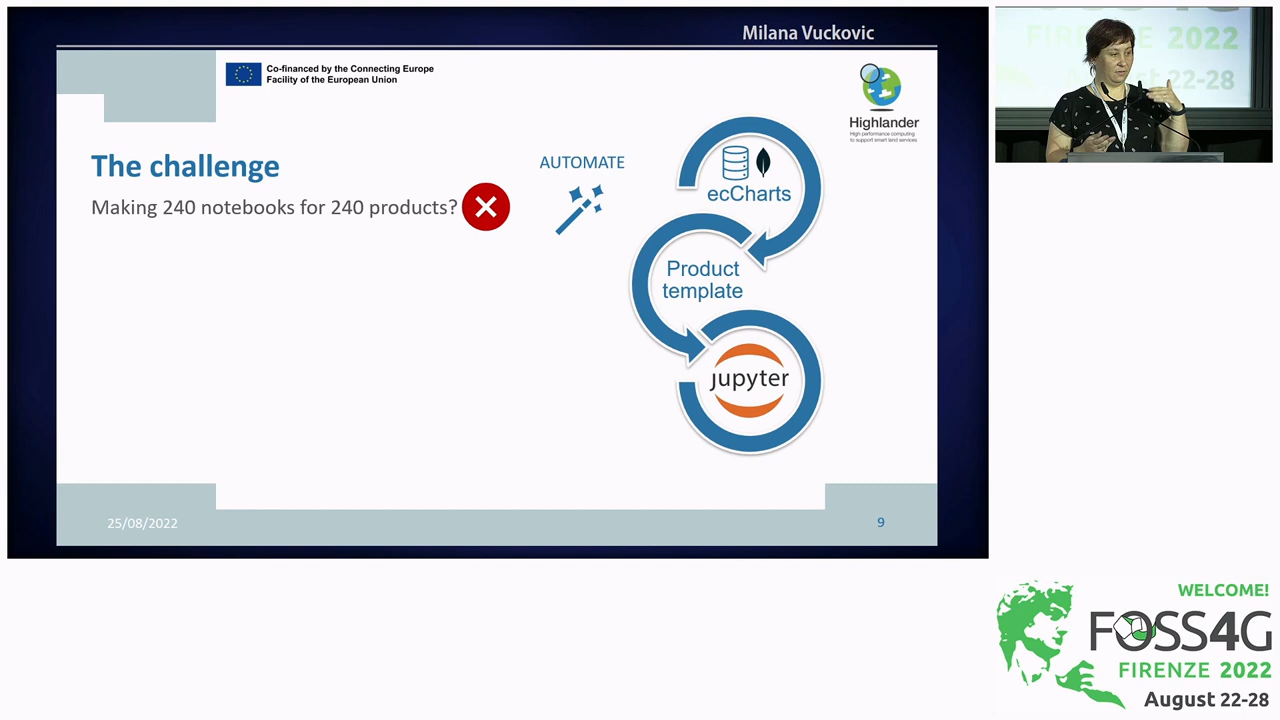 Milana Vuckovic
Co-financed by the Connecting Europe
Facility of the European Union
Highlander
High performance computing
to support smart land services
The challenge
Making 240 notebooks for 240 products?
AUTOMATE
ecCharts
Product
template
jupyter
25/08/2022
9
FIRENZE 2022
August 22-28
WELCOME!
FOSS4G
FIRENZE 2022
August 22-28